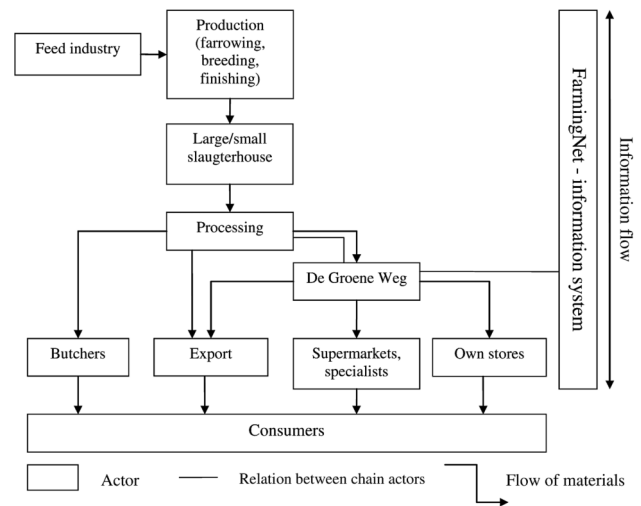 Feed industry
Production
(farrowing,
breeding,
finishing)
Large/small
slaugterhouse
Processing
De Groene Weg
Butchers
Export
Supermarkets,
specialists
Own stores
Consumers
FarmingNet - information system
Information flow
Actor
Relation between chain actors
Flow of materials